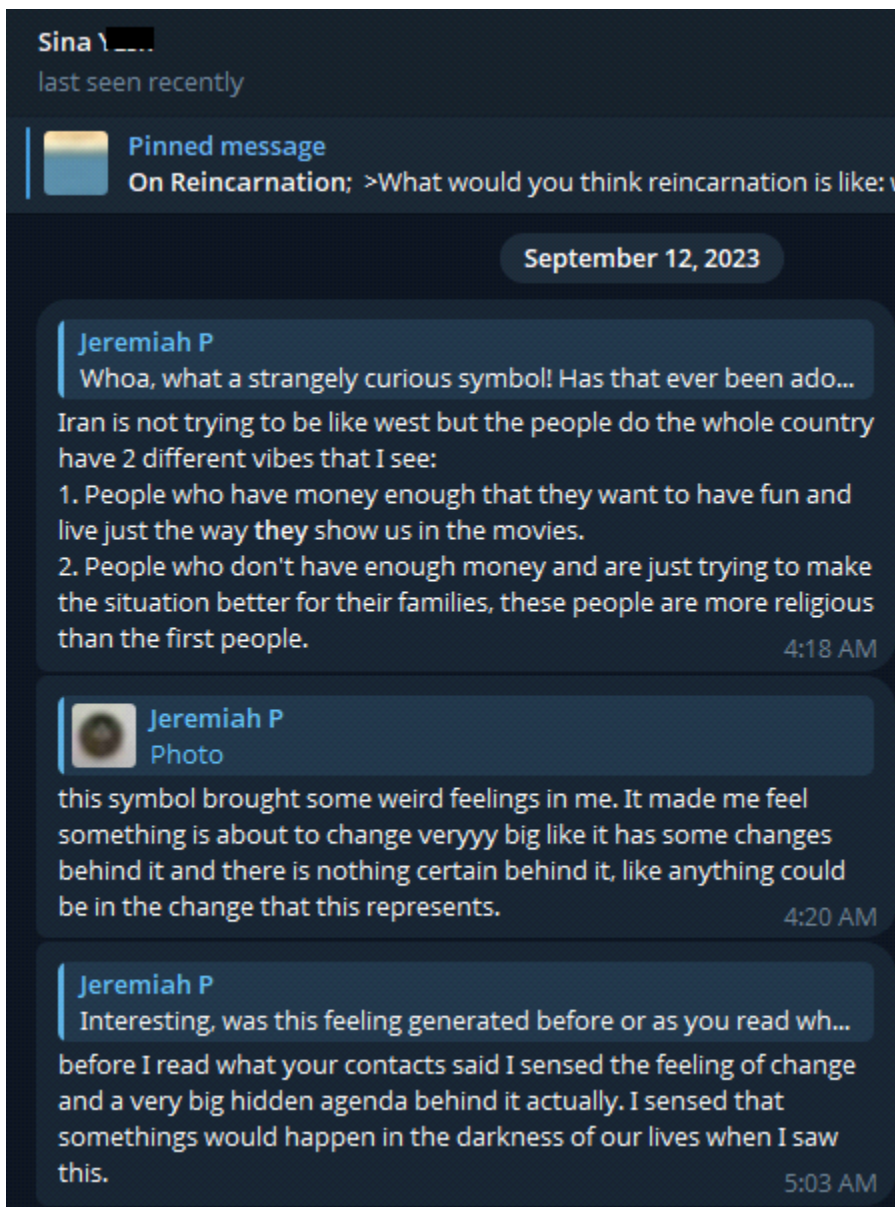 Sina
last seen recently
Pinned message
On Reincarnation; >What would you think reincarnation is like:
September 12, 2023
Jeremiah P
Whoa, what a strangely curious symbol! Has that ever been ado...
Iran is not trying to be like west but the people do the whole country
have 2 different vibes that I see:
1. People who have money enough that they want to have fun and
live just the way they show us in the movies.
2. People who don't have enough money and are just trying to make
the situation better for their families, these people are more religious
than the first people.
4:18 AM
Jeremiah P
Photo
this symbol brought some weird feelings in me. It made me feel
something is about to change veryyy big like it has some changes
behind it and there is nothing certain behind it, like anything could
be in the change that this represents.
4:20 AM
Jeremiah P
Interesting, was this feeling generated before or as you read wh...
before I read what your contacts said I sensed the feeling of change
and a very big hidden agenda behind it actually. I sensed that
somethings would happen in the darkness of our lives when I saw
this.
5:03 AM